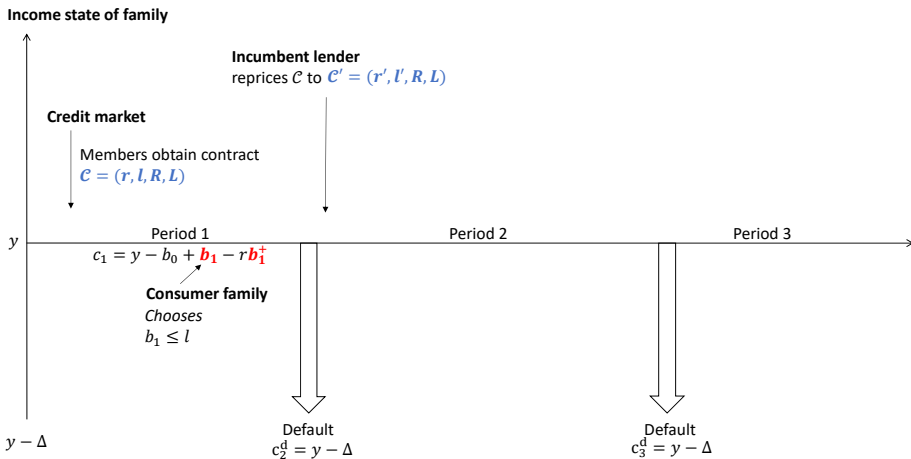 Income state of family
Incumbent lender
reprices 𝒞 to 𝒞′ = (r′, l′, R, L)
Credit market
Members obtain contract
𝒞 = (r, l, R, L)
Period 1
Period 2
Period 3
y
c₁ = y − b₀ + b₁ − rb₁⁺
Consumer family
Chooses
b₁ ≤ l
y − Δ
Default
c₂ᵈ = y − Δ
Default
c₃ᵈ = y − Δ